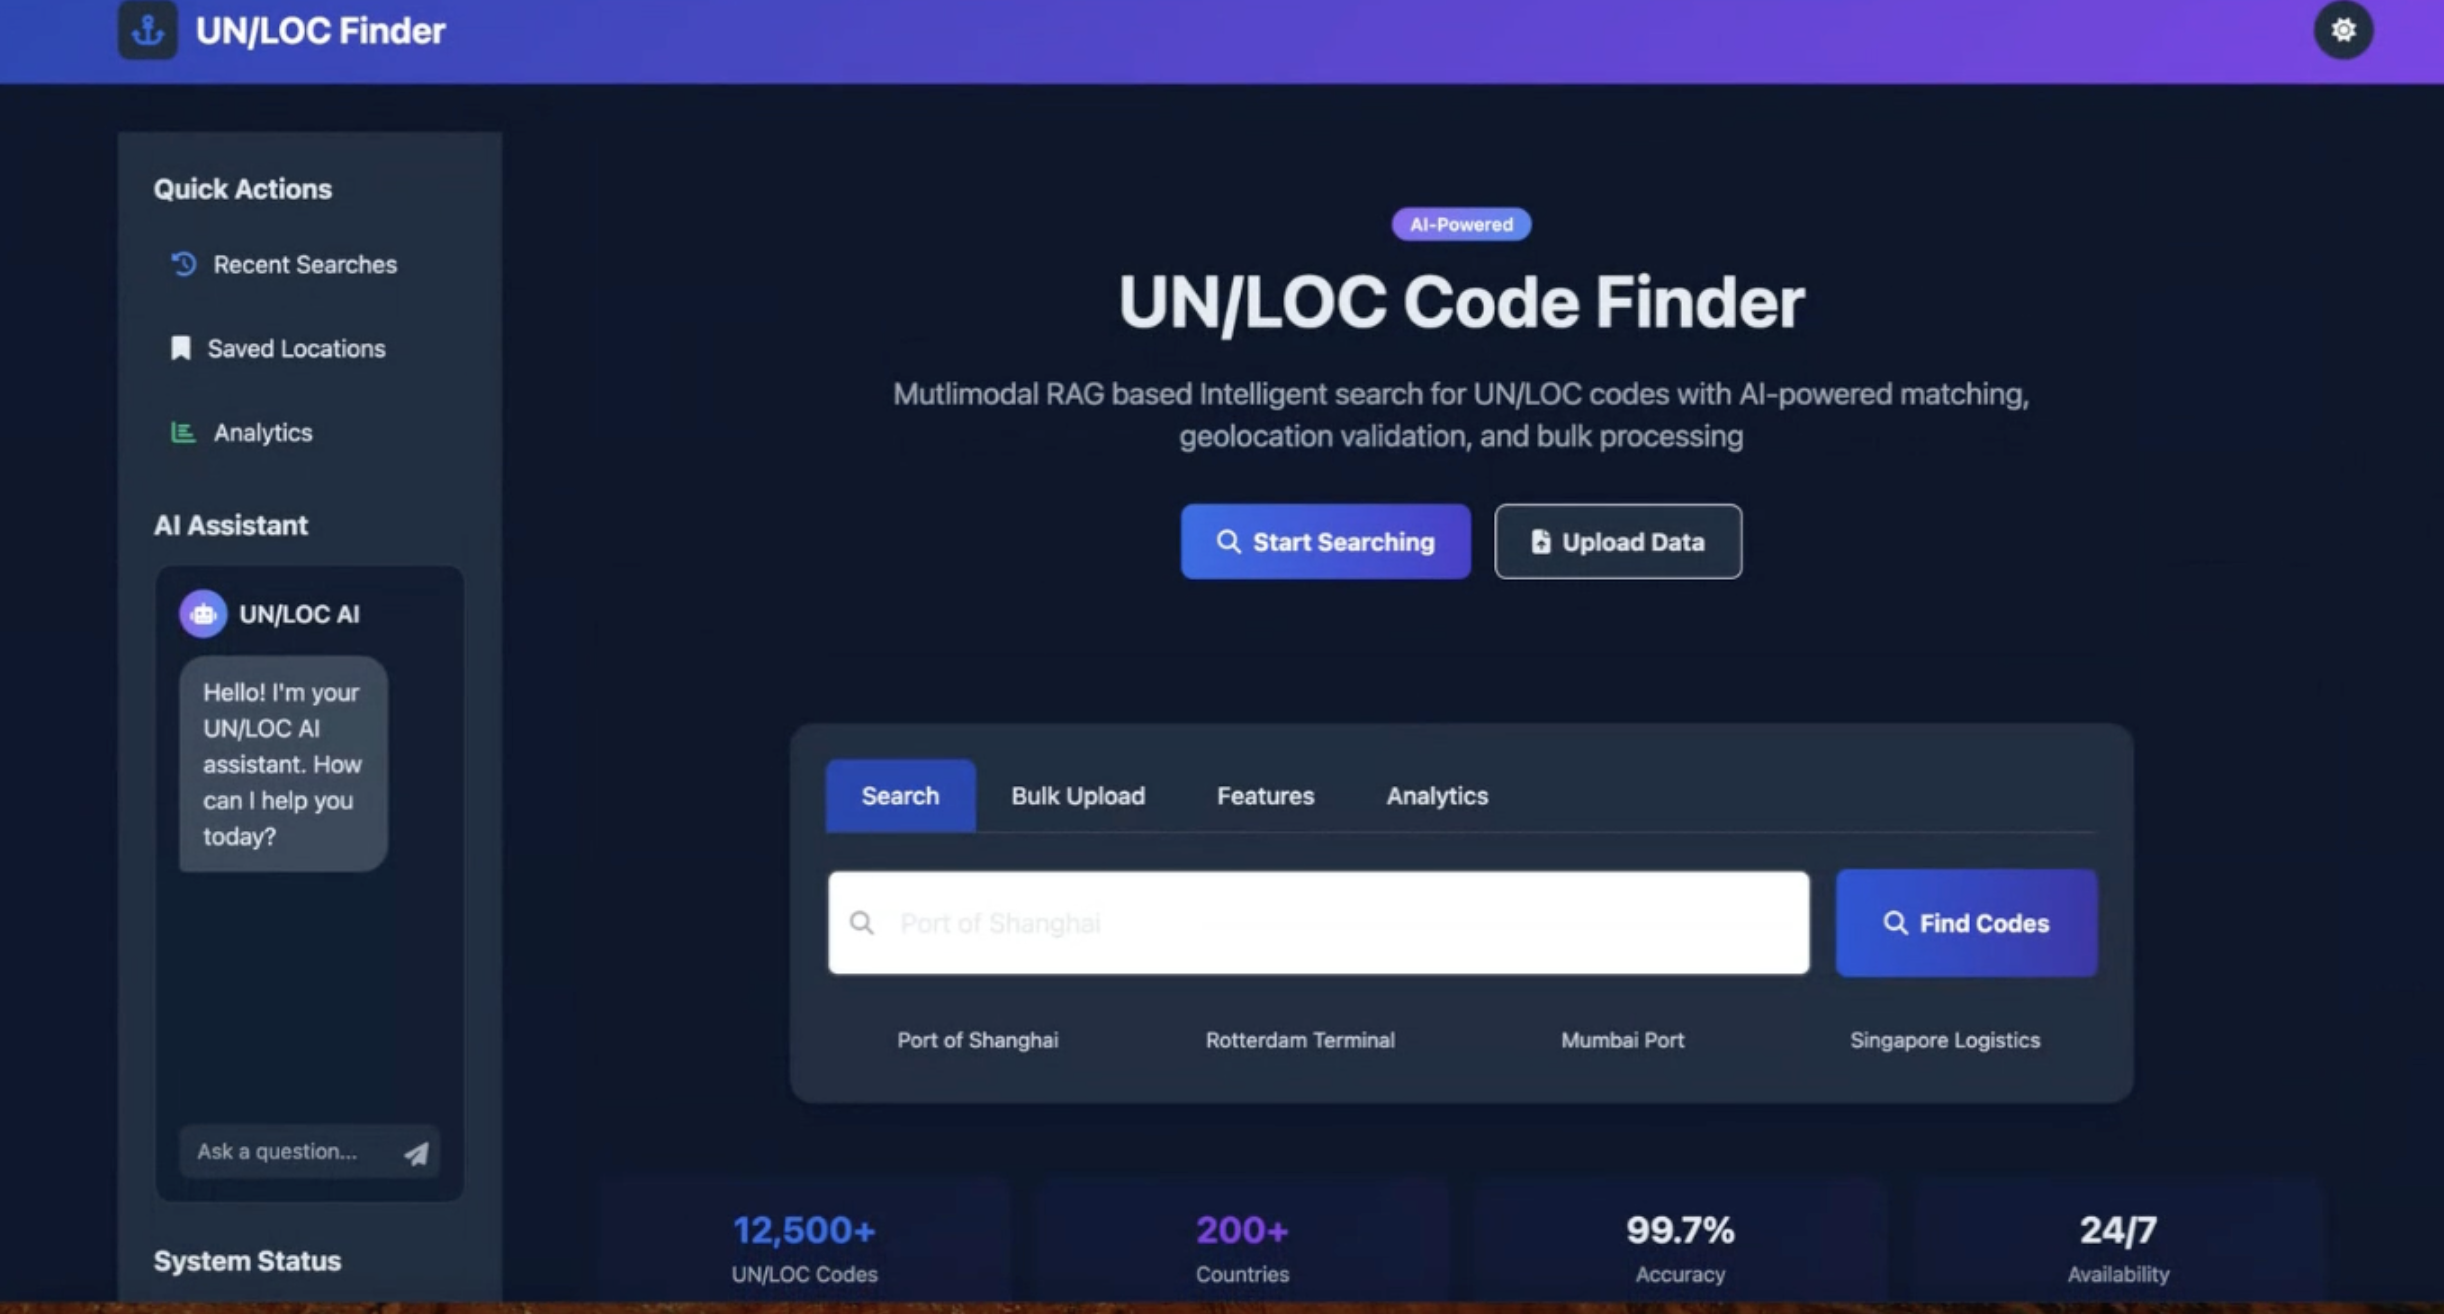 UN/LOC Finder
Quick Actions
Recent Searches
Saved Locations
Analytics
AI Assistant
UN/LOC AI
Hello! I'm your
UN/LOC AI
assistant. How
can I help you
today?
Ask a question...
System Status
AI-Powered
UN/LOC Code Finder
Mutlimodal RAG based Intelligent search for UN/LOC codes with AI-powered matching,
geolocation validation, and bulk processing
Start Searching
Upload Data
Search
Bulk Upload
Features
Analytics
Port of Shanghai
Find Codes
Port of Shanghai
Rotterdam Terminal
Mumbai Port
Singapore Logistics
12,500+
UN/LOC Codes
200+
Countries
99.7%
Accuracy
24/7
Availability